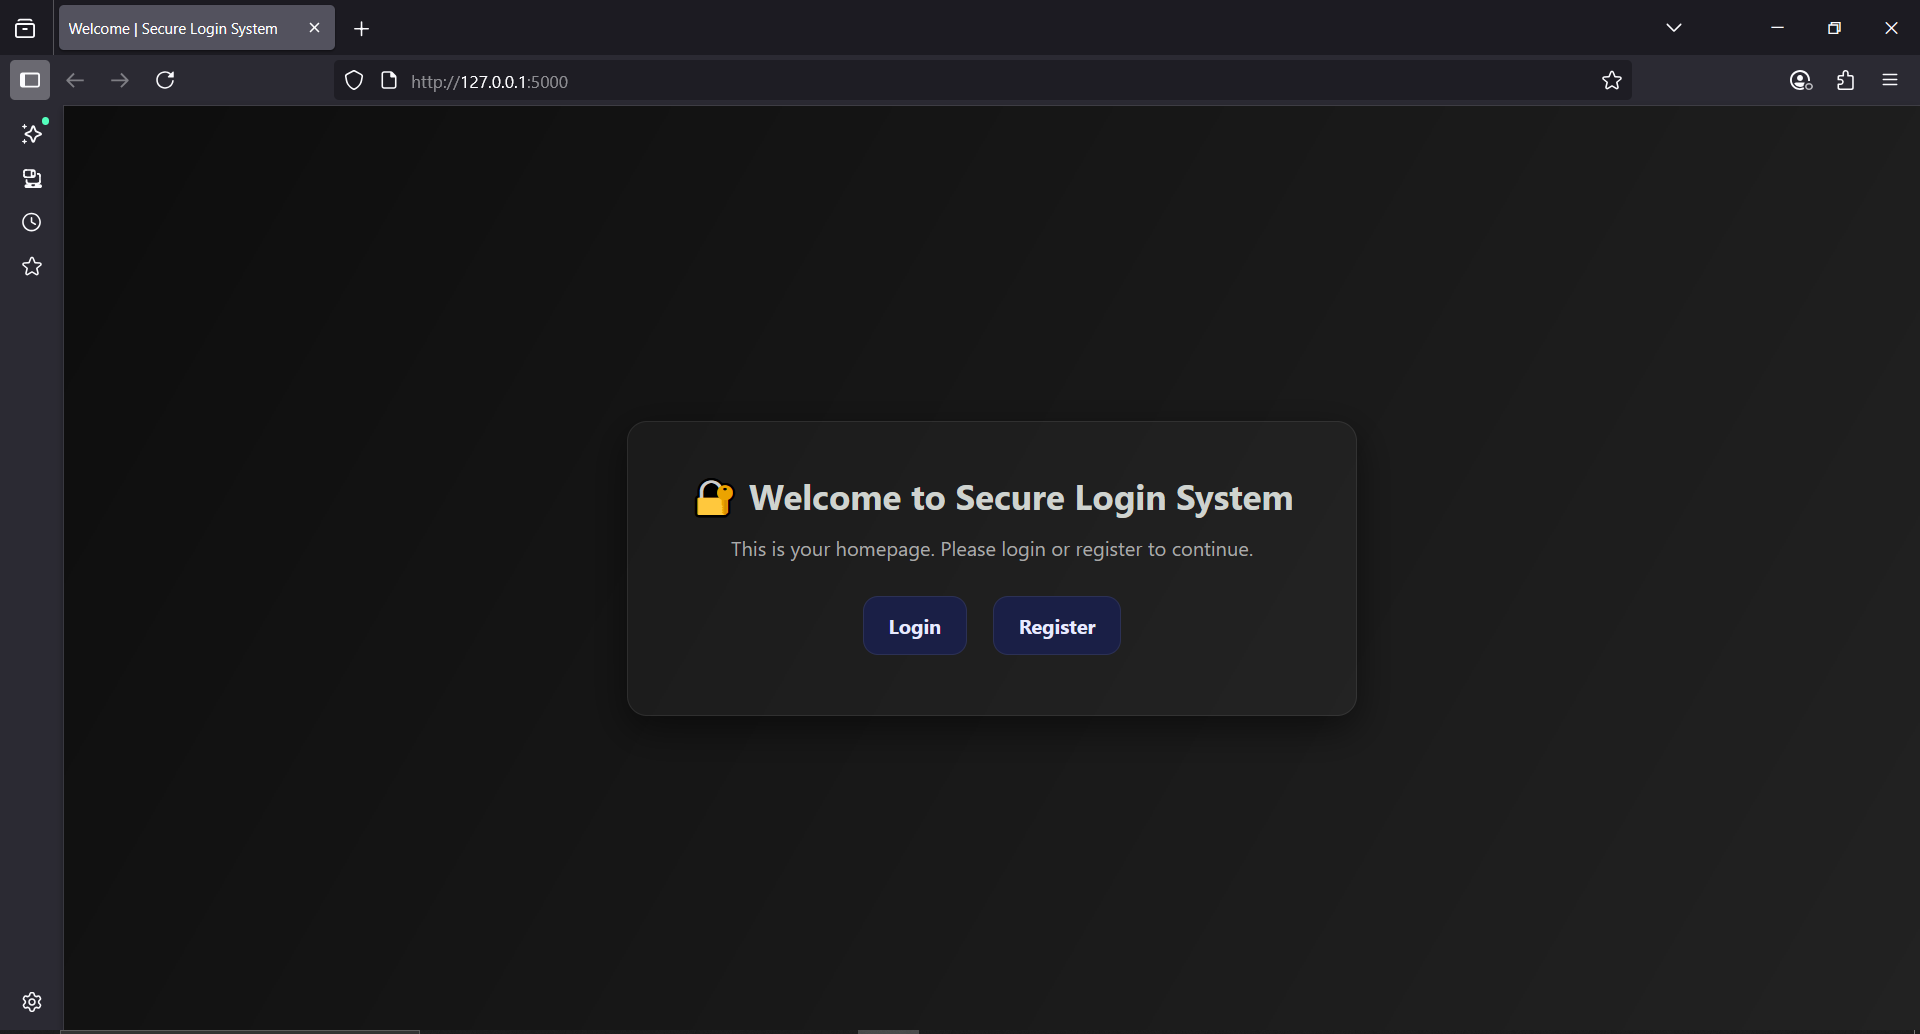 Welcome | Secure Login System
http://127.0.0.1:5000
🔐 Welcome to Secure Login System
This is your homepage. Please login or register to continue.
Login
Register